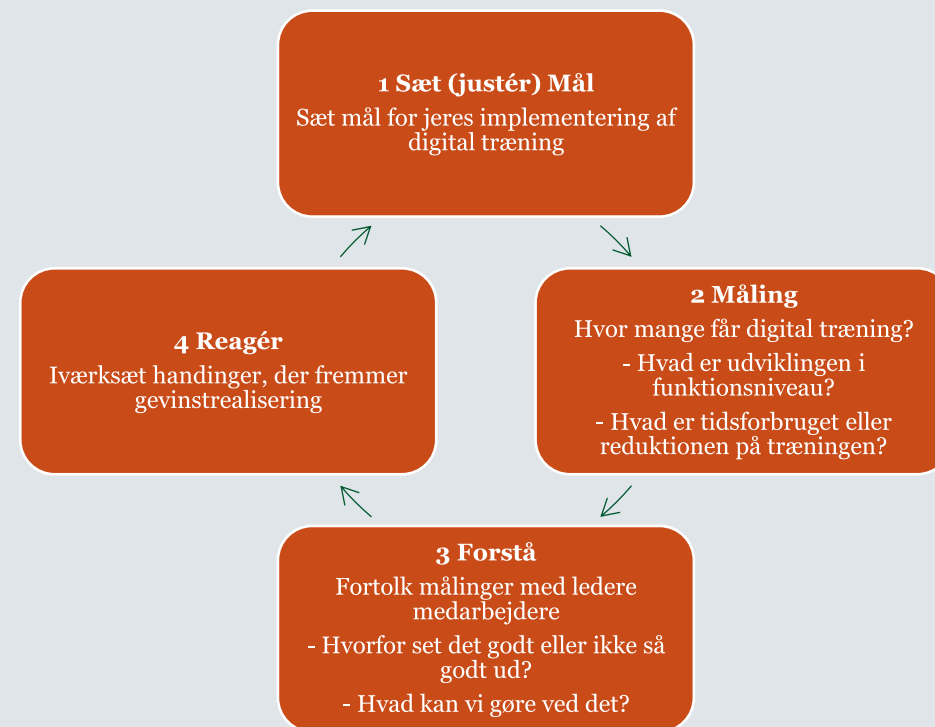 1 Sæt (justér) Mål
Sæt mål for jeres implementering af
digital træning
2 Måling
Hvor mange får digital træning?
- Hvad er udviklingen i
funktionsniveau?
- Hvad er tidsforbruget eller
reduktionen på træningen?
3 Forstå
Fortolk målinger med ledere
medarbejdere
- Hvorfor set det godt eller ikke så
godt ud?
- Hvad kan vi gøre ved det?
4 Reagér
Iværksæt handinger, der fremmer
gevinstrealisering